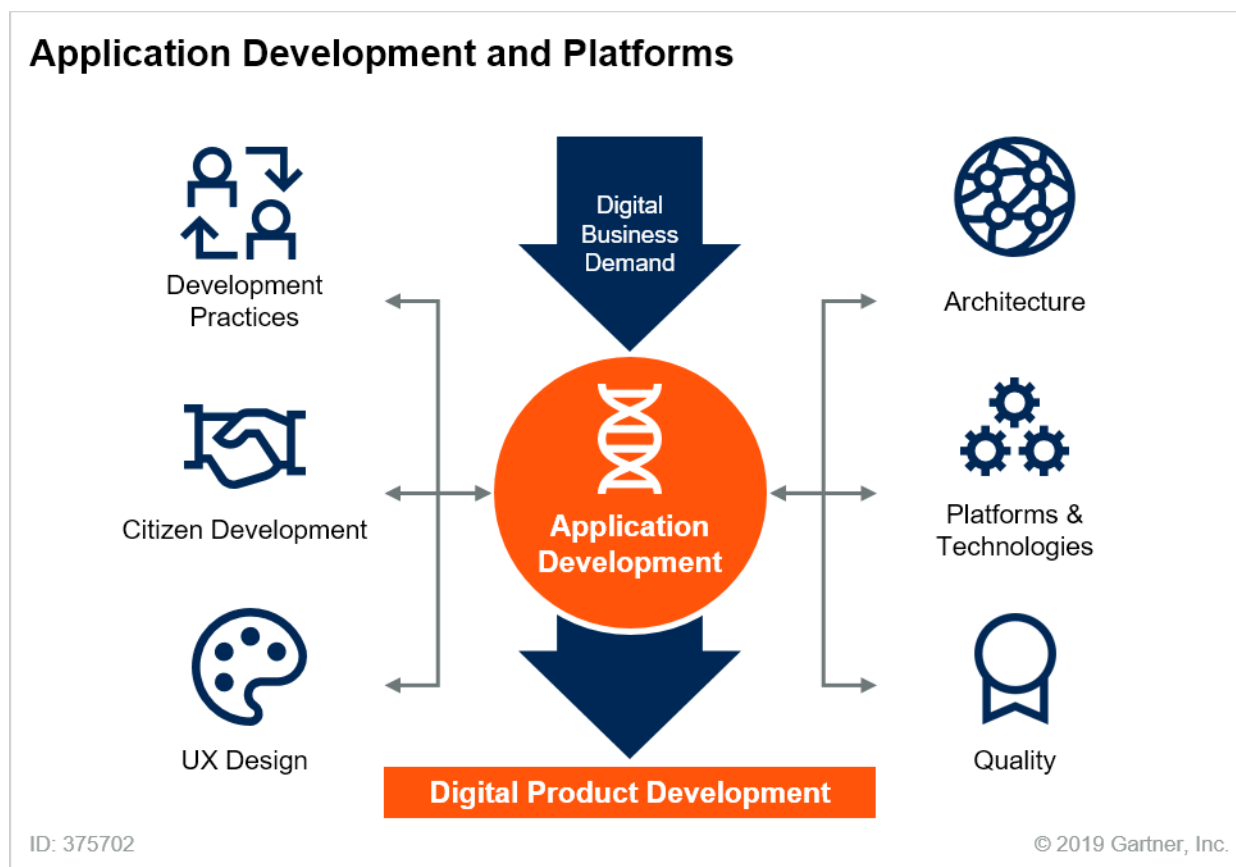 Application Development and Platforms
Digital
Business
Demand
Development
Practices
Architecture
Citizen Development
Application
Development
Platforms &
Technologies
UX Design
Quality
Digital Product Development
ID: 375702
© 2019 Gartner, Inc.